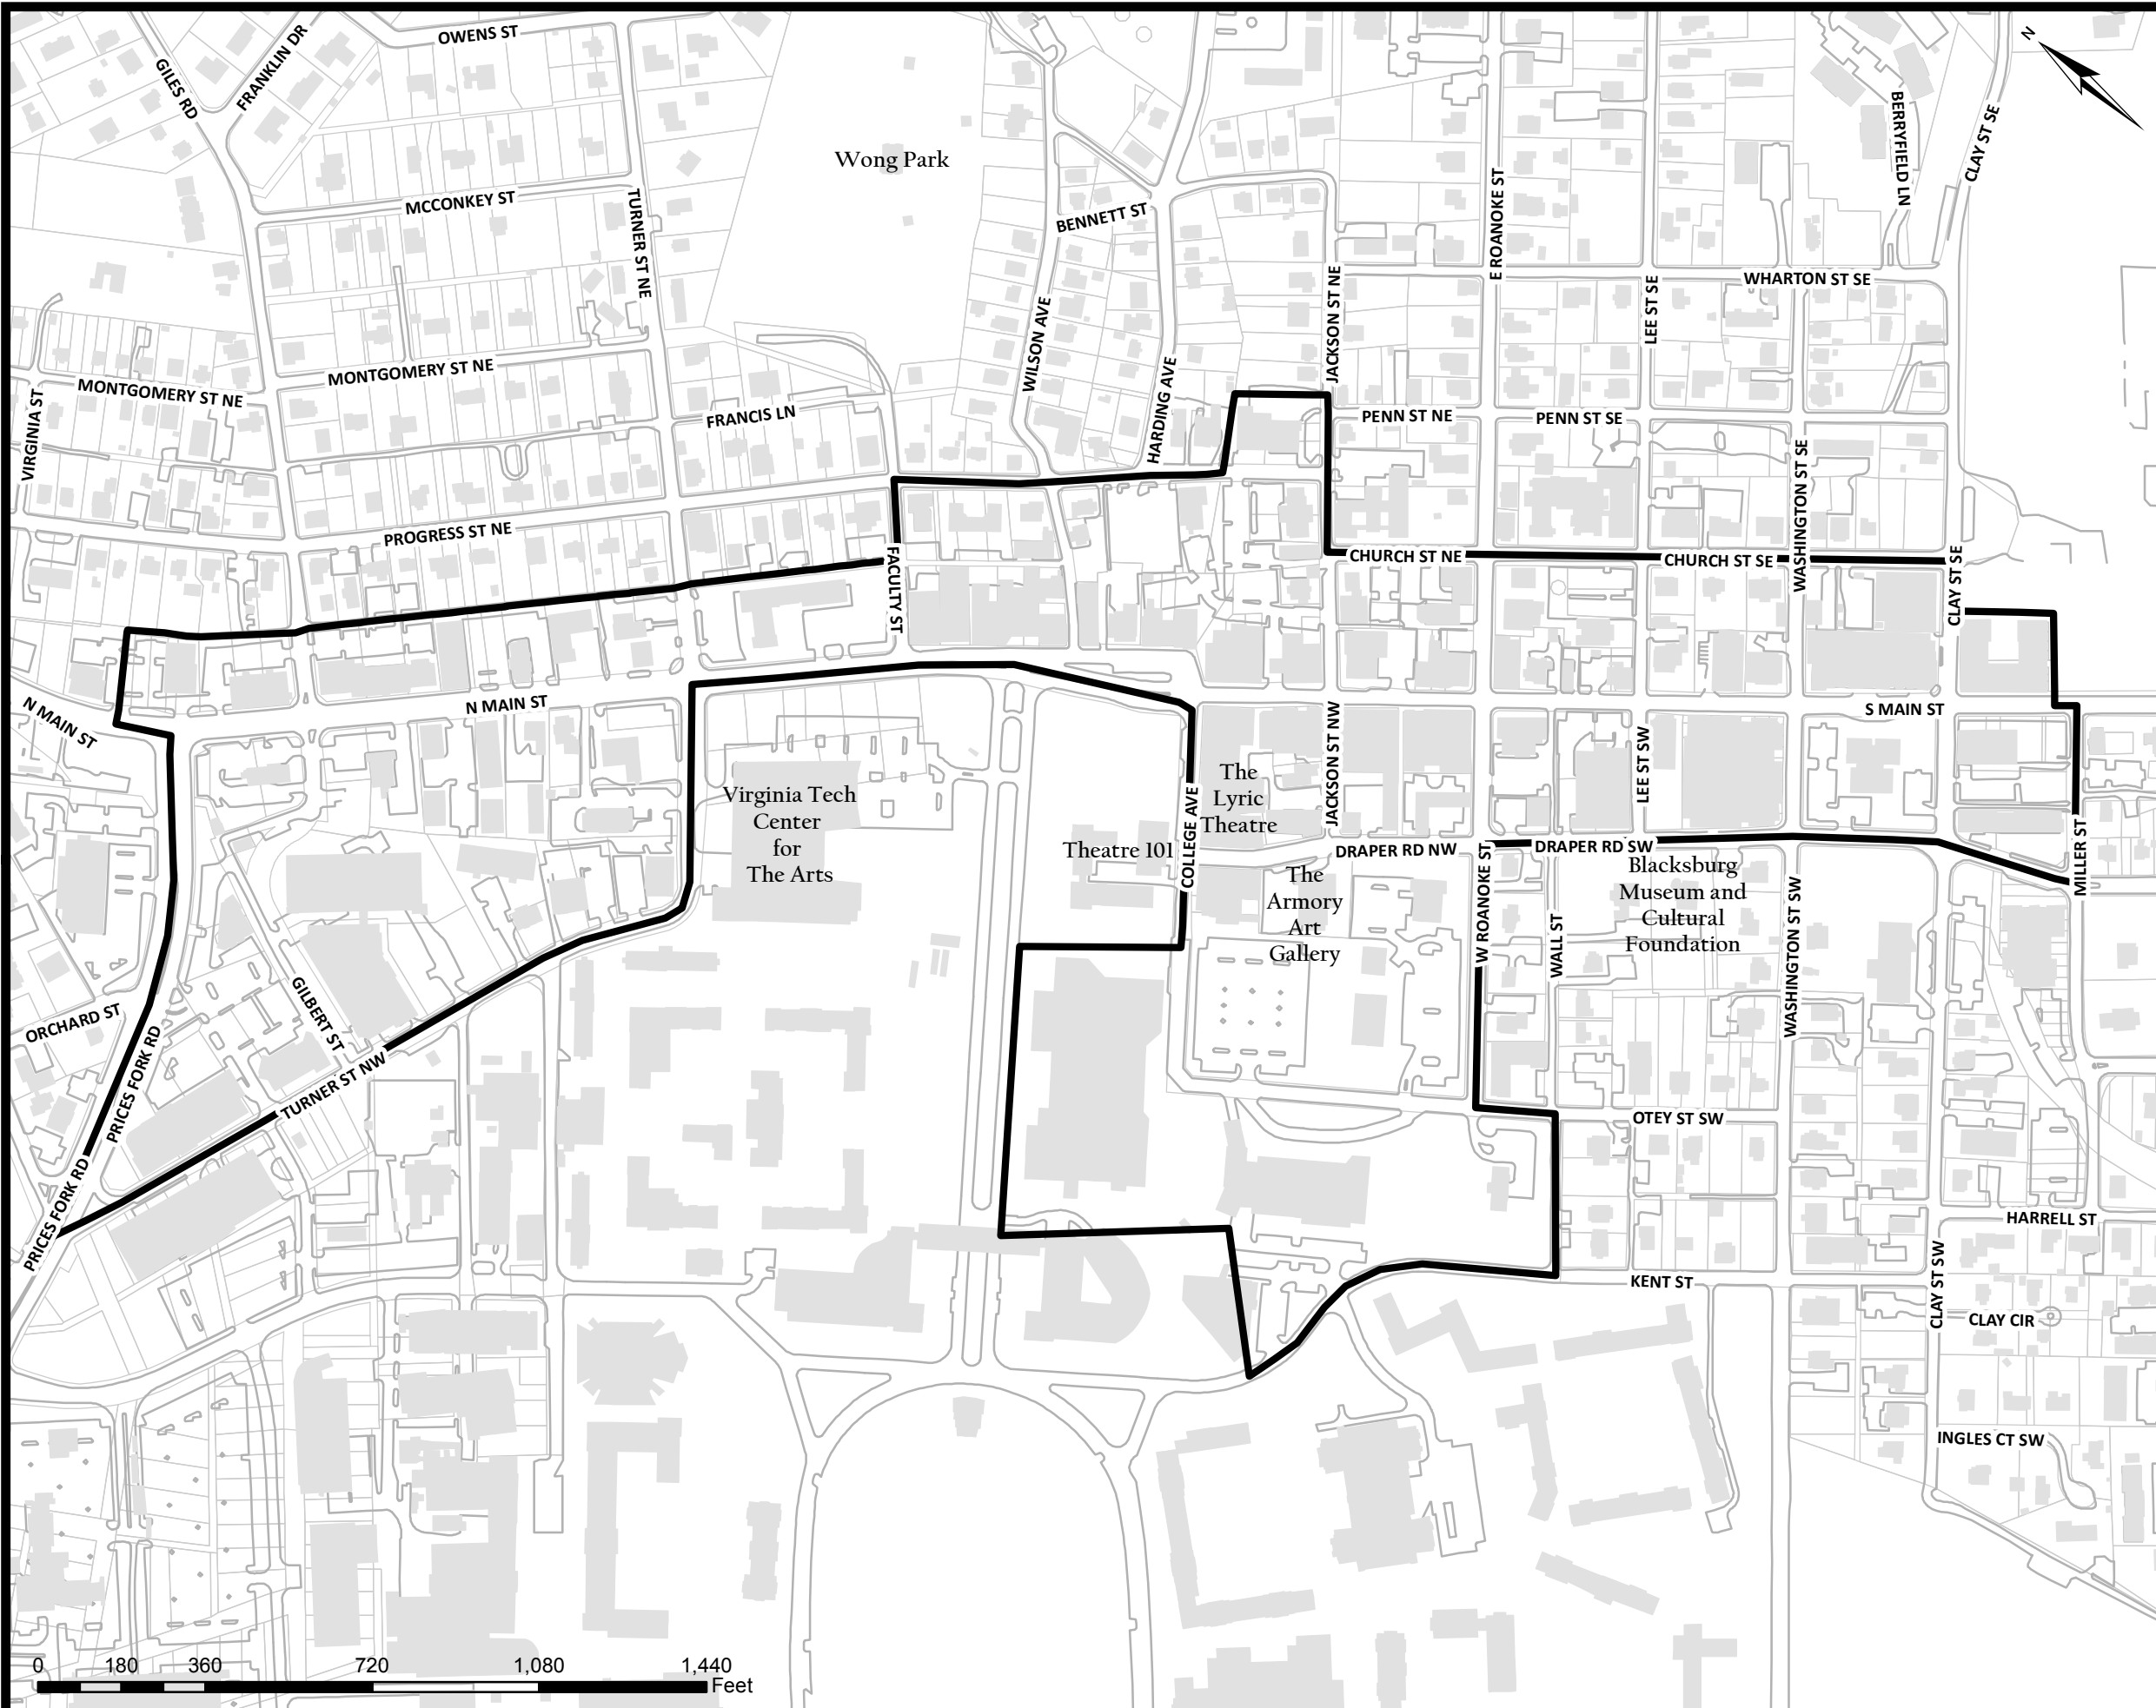 OWENS ST
FRANKLIN DR
GILES RD
N
Wong Park
MCCONKEY ST
TURNER ST NE
BENNETT ST
E ROANOKE ST
BERRYFIELD LN
CLAY ST SE
WHARTON ST SE
JACKSON ST NE
LEE ST SE
WILSON AVE
HARDING AVE
VIRGINIA ST
MONTGOMERY ST NE
MONTGOMERY ST NE
FRANCIS LN
PENN ST NE
PENN ST SE
WASHINGTON ST SE
PROGRESS ST NE
FACULTY ST
CHURCH ST NE
CHURCH ST SE
CLAY ST SE
N MAIN ST
N MAIN ST
S MAIN ST
JACKSON ST NW
LEE ST SW
Virginia Tech
Center
for
The Arts
Theatre 101
COLLEGE AVE
The
Lyric
Theatre
DRAPER RD NW
DRAPER RD SW
MILLER ST
The
Armory
Art
Gallery
W ROANOKE ST
WALL ST
Blacksburg
Museum and
Cultural
Foundation
WASHINGTON ST SW
ORCHARD ST
GILBERT ST
PRICES FORK RD
TURNER ST NW
PRICES FORK RD
OTEY ST SW
HARRELL ST
KENT ST
CLAY ST SW
CLAY CIR
INGLES CT SW
0 180 360 720 1,080 1,440
Feet